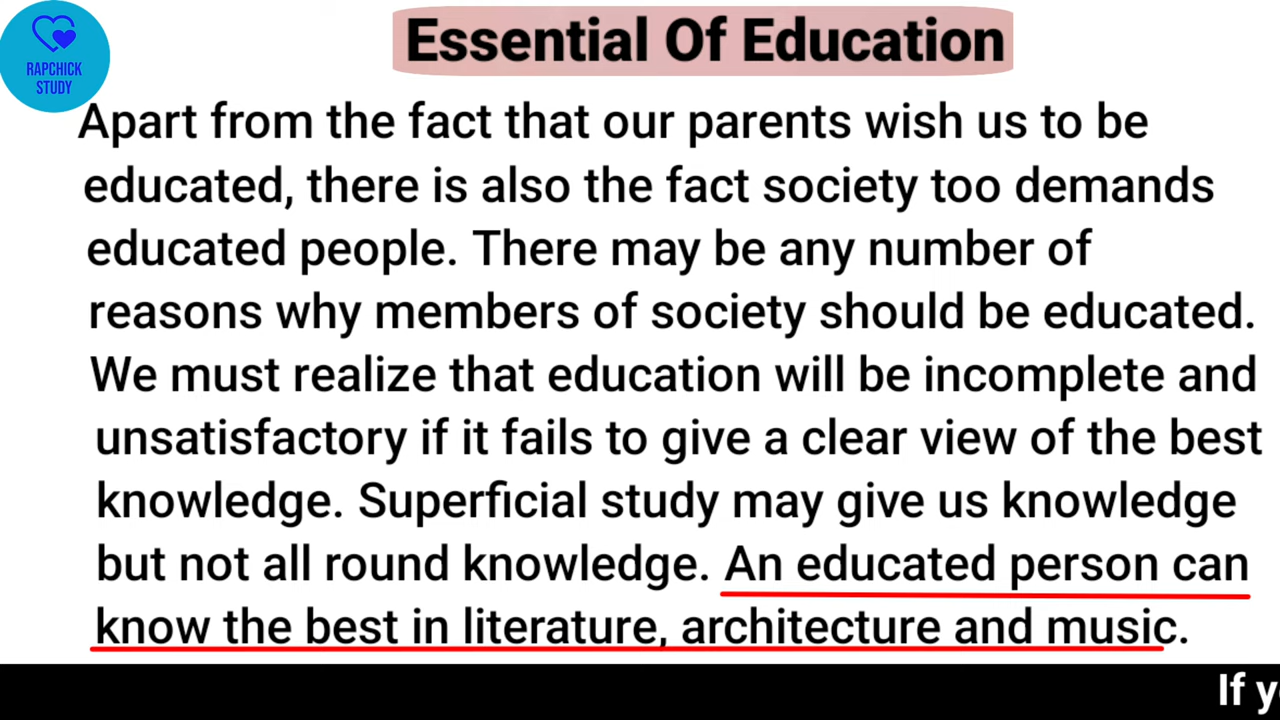 Essential Of Education
RAPCHICK
STUDY
Apart from the fact that our parents wish us to be
educated, there is also the fact society too demands
educated people. There may be any number of
reasons why members of society should be educated.
We must realize that education will be incomplete and
unsatisfactory if it fails to give a clear view of the best
knowledge. Superficial study may give us knowledge
but not all round knowledge. An educated person can
know the best in literature, architecture and music.
If